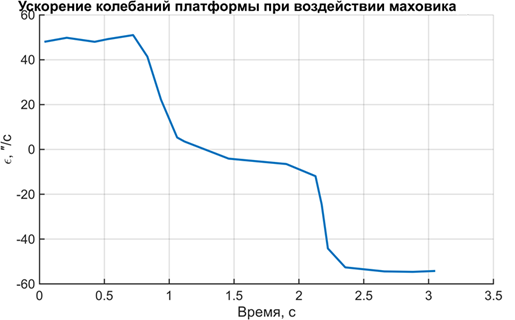 Ускорение колебаний платформы при воздействии маховика
60
40
20
0
-20
-40
-60
ϵ, "/с
0 0.5 1 1.5 2 2.5 3 3.5
Время, с